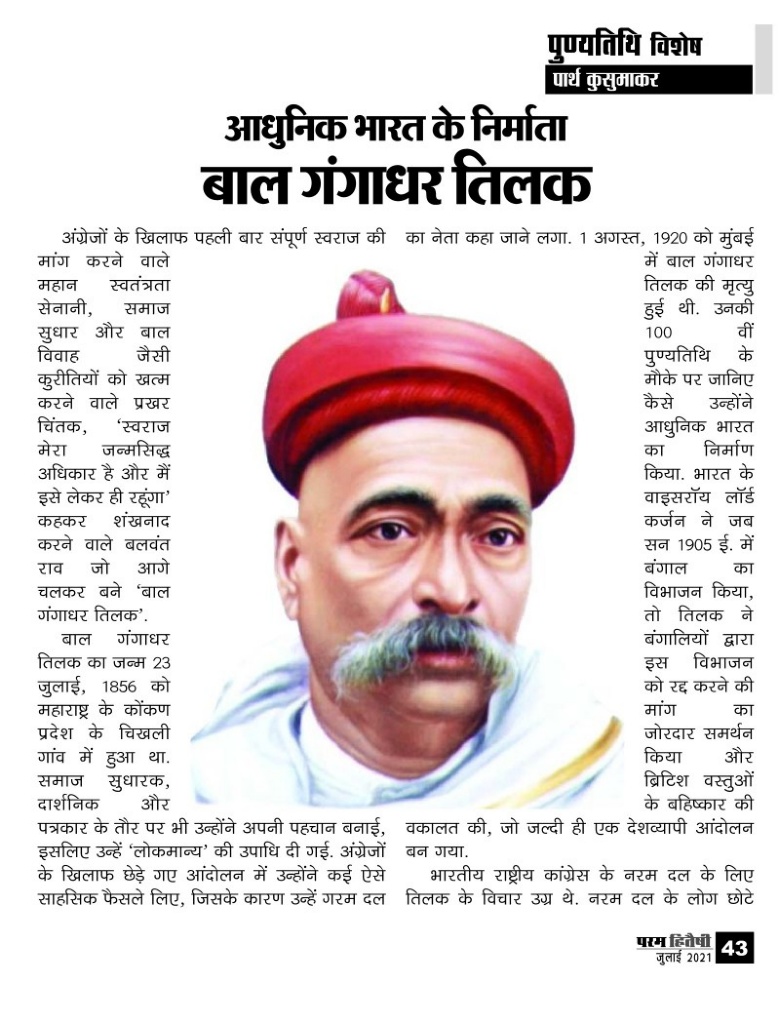 पुण्यतिथि विशेष
पार्थ कुसुमाकर
आधुनिक भारत के निर्माता
बाल गंगाधर तिलक
अंग्रेजों के खिलाफ पहली बार संपूर्ण स्वराज की
मांग करने वाले
महान स्वतंत्रता
सेनानी, समाज
सुधार और बाल
विवाह जैसी
कुरीतियों को खत्म
करने वाले प्रखर
चिंतक, ‘स्वराज
मेरा जन्मसिद्ध
अधिकार है और मैं
इसे लेकर ही रहूंगा’
कहकर शंखनाद
करने वाले बलवंत
राव जो आगे
चलकर बने ‘बाल
गंगाधर तिलक’.
बाल गंगाधर
तिलक का जन्म 23
जुलाई, 1856 को
महाराष्ट्र के कोंकण
प्रदेश के चिखली
गांव में हुआ था.
समाज सुधारक,
दार्शनिक और
पत्रकार के तौर पर भी उन्होंने अपनी पहचान बनाई,
इसलिए उन्हें ‘लोकमान्य’ की उपाधि दी गई. अंग्रेजों
के खिलाफ छेड़े गए आंदोलन में उन्होंने कई ऐसे
साहसिक फैसले लिए, जिसके कारण उन्हें गरम दल
का नेता कहा जाने लगा. 1 अगस्त, 1920 को मुंबई
में बाल गंगाधर
तिलक की मृत्यु
हुई थी. उनकी
100 वीं
पुण्यतिथि के
मौके पर जानिए
कैसे उन्होंने
आधुनिक भारत
का निर्माण
किया. भारत के
वाइसरॉय लॉर्ड
कर्जन ने जब
सन 1905 ई. में
बंगाल का
विभाजन किया,
तो तिलक ने
बंगालियों द्वारा
इस विभाजन
को रद्द करने की
मांग का
जोरदार समर्थन
किया और
ब्रिटिश वस्तुओं
के बहिष्कार की
वकालत की, जो जल्दी ही एक देशव्यापी आंदोलन
बन गया.
भारतीय राष्ट्रीय कांग्रेस के नरम दल के लिए
तिलक के विचार उग्र थे. नरम दल के लोग छोटे
परम हितैषी
जुलाई 2021
43